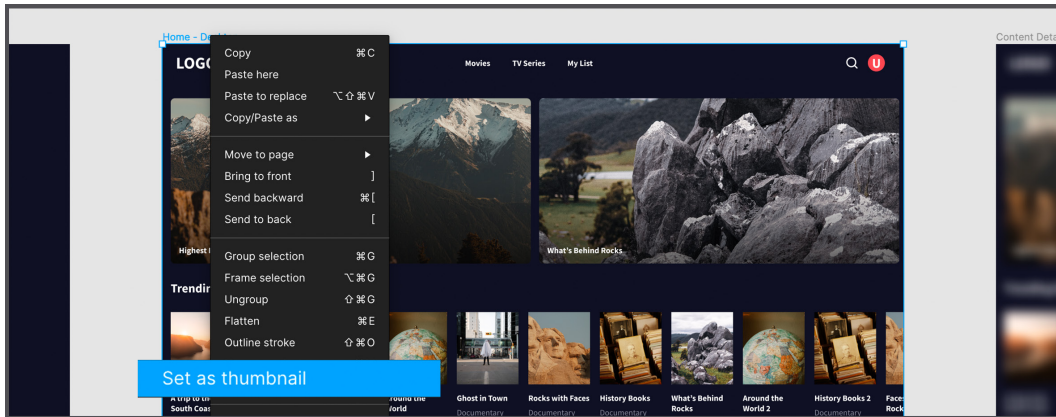 Home - De
Content Deta
LOGO
Movies
TV Series
My List
U
Copy ⌘C
Paste here
Paste to replace ⌥⇧⌘V
Copy/Paste as
Move to page
Bring to front ]
Send backward ⌘[
Send to back [
Group selection ⌘G
Frame selection ⌥⌘G
Ungroup ⇧⌘G
Flatten ⌘E
Outline stroke ⇧⌘O
Set as thumbnail
Highest
What's Behind Rocks
Trendin
A trip to th
South Coas
Around the
World
Ghost in Town
Documentary
Rocks with Faces
Documentary
History Books
Documentary
What's Behind
Rocks
Around the
World 2
History Books 2
Documentary
Faces
Rock